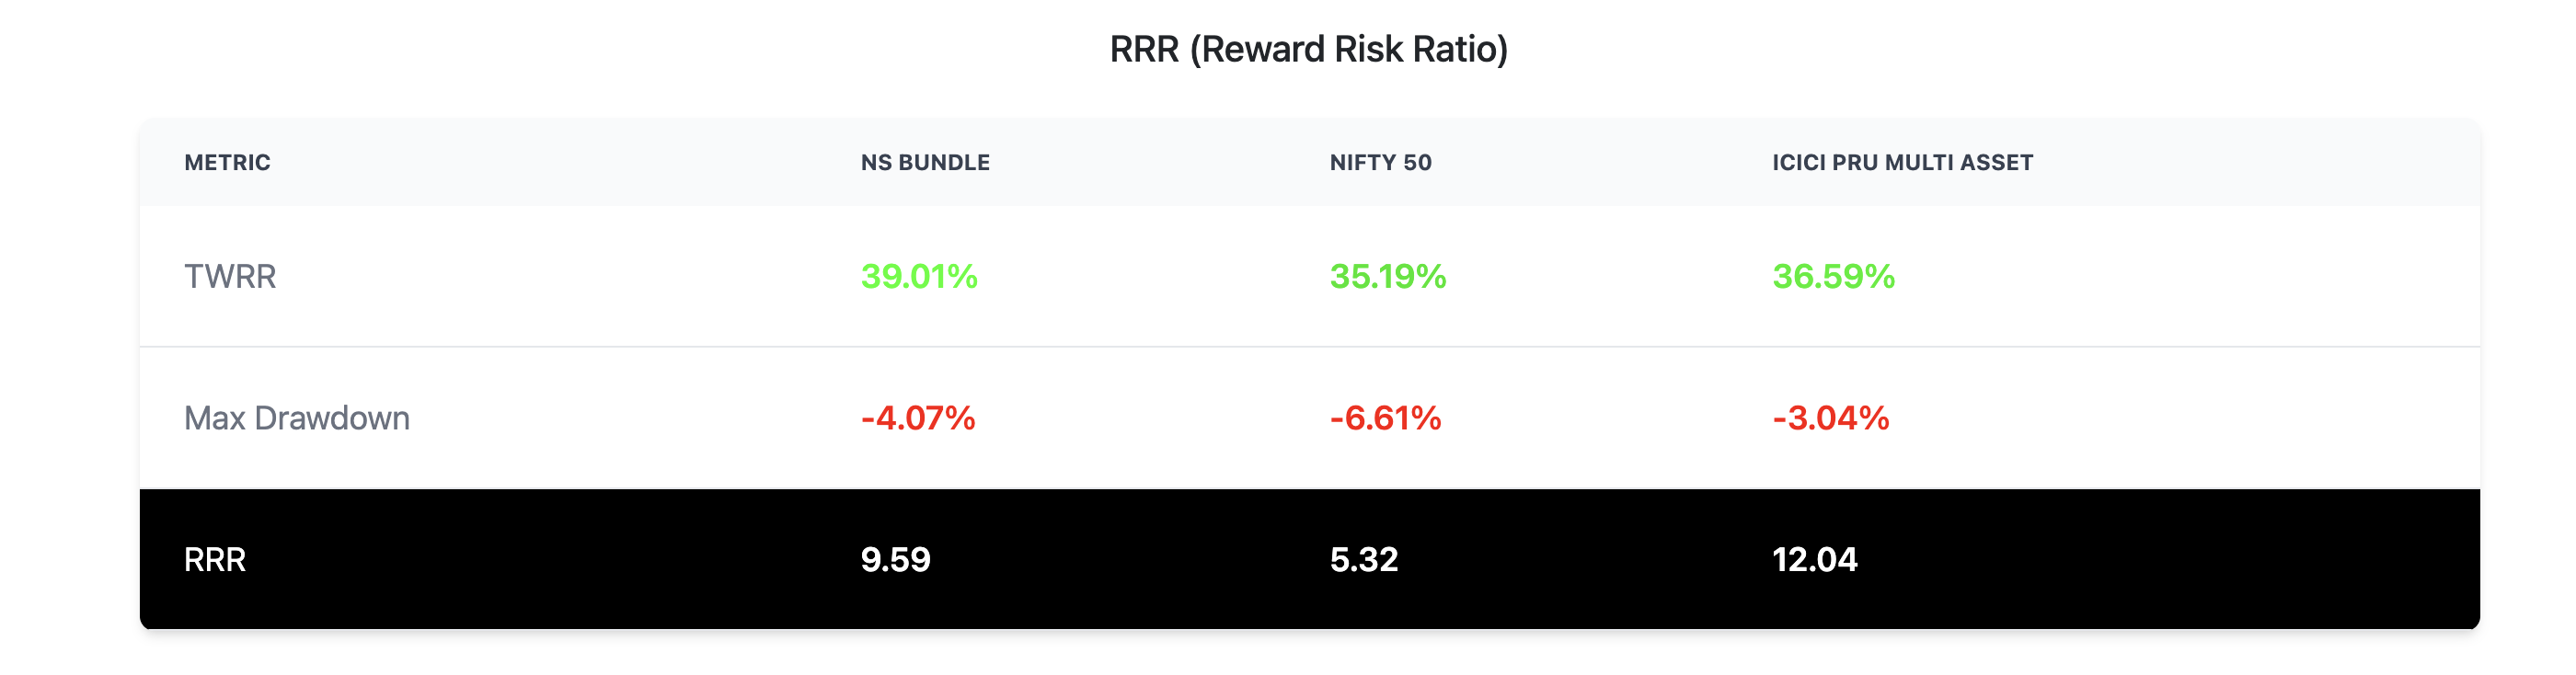 RRR (Reward Risk Ratio)
METRIC NS BUNDLE NIFTY 50 ICICI PRU MULTI ASSET
TWRR 39.01% 35.19% 36.59%
Max Drawdown -4.07% -6.61% -3.04%
RRR 9.59 5.32 12.04